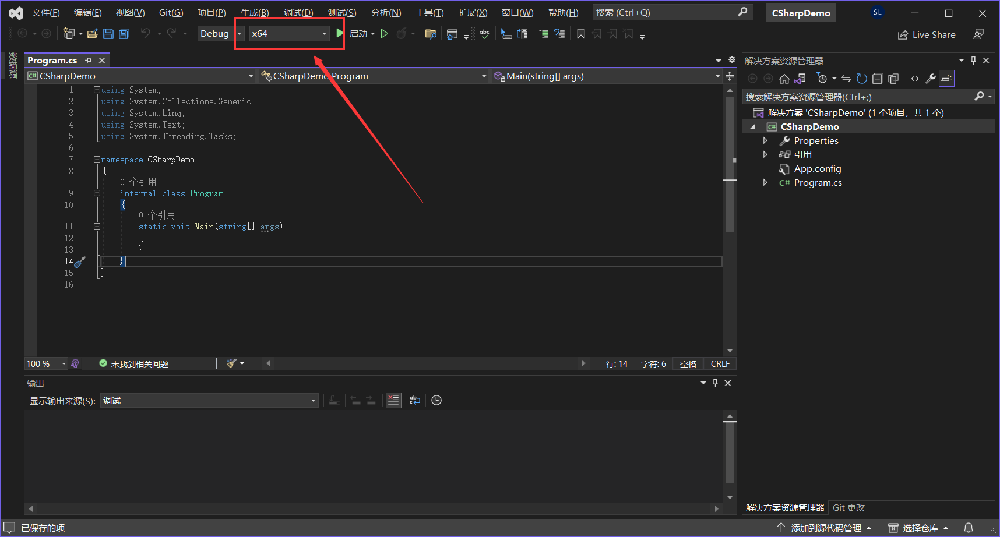 文件(F) 编辑(E) 视图(V) Git(G) 项目(P) 生成(B) 调试(D) 测试(S) 分析(N) 工具(T) 扩展(X) 窗口(W) 帮助(H) 搜索 (Ctrl+Q) CSharpDemo SL
Debug x64 启动 abc Live Share
数据源
Program.cs
CSharpDemo CSharpDemo.Program Main(string[] args)
1 using System;
2 using System.Collections.Generic;
3 using System.Linq;
4 using System.Text;
5 using System.Threading.Tasks;
6
7 namespace CSharpDemo
8 {
0 个引用
9 internal class Program
10 {
0 个引用
11 static void Main(string[] args)
12 {
13 }
14 }
15 }
16
100 % 未找到相关问题 行: 14 字符: 6 空格 CRLF
输出
显示输出来源(S): 调试
解决方案资源管理器
搜索解决方案资源管理器(Ctrl+;)
解决方案 'CSharpDemo' (1 个项目，共 1 个)
C# CSharpDemo
Properties
引用
App.config
C# Program.cs
解决方案资源管理器 Git 更改
已保存的项 添加到源代码管理 选择仓库